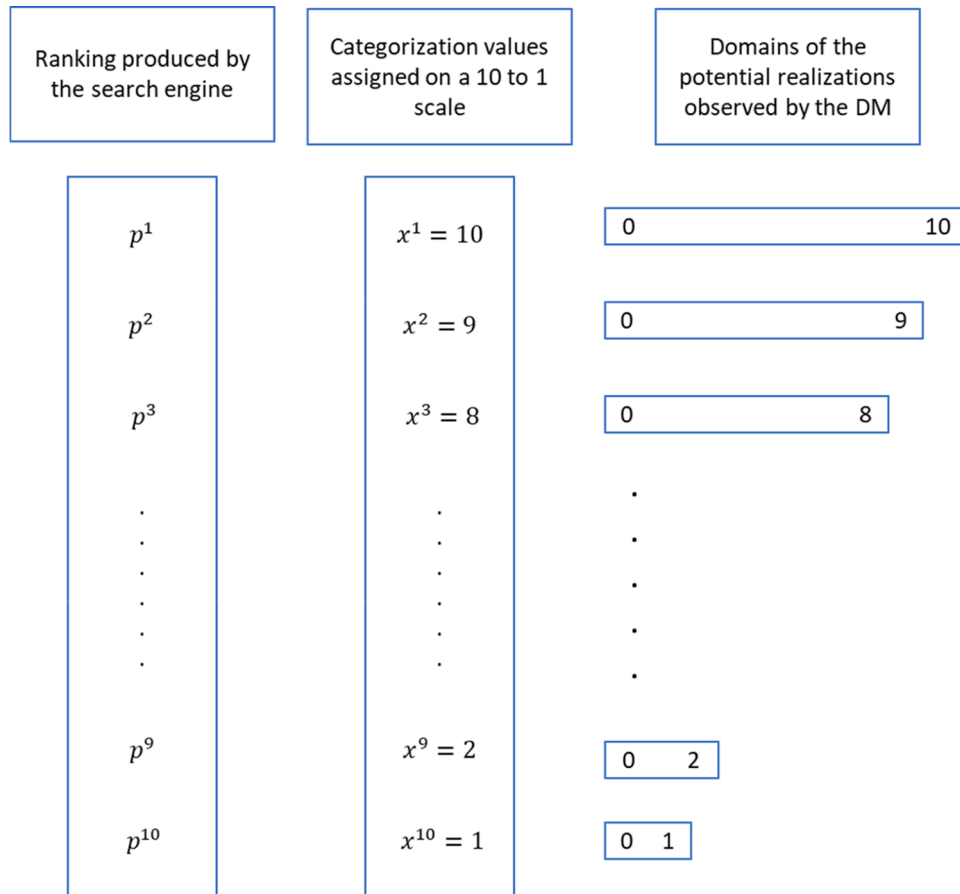 Ranking produced by
the search engine
Categorization values
assigned on a 10 to 1
scale
Domains of the
potential realizations
observed by the DM
p¹ x¹ = 10 0 10
p² x² = 9 0 9
p³ x³ = 8 0 8
. . .
. . .
. . .
. . .
. . .
. .
p⁹ x⁹ = 2 0 2
p¹⁰ x¹⁰ = 1 0 1